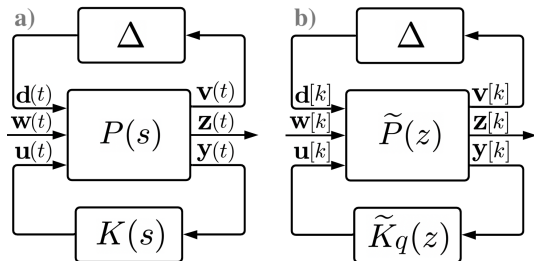 a)
Δ
d(t)
v(t)
w(t)
P(s)
z(t)
u(t)
y(t)
K(s)
b)
Δ
d[k]
v[k]
w[k]
P̃(z)
z[k]
u[k]
y[k]
K̃q(z)